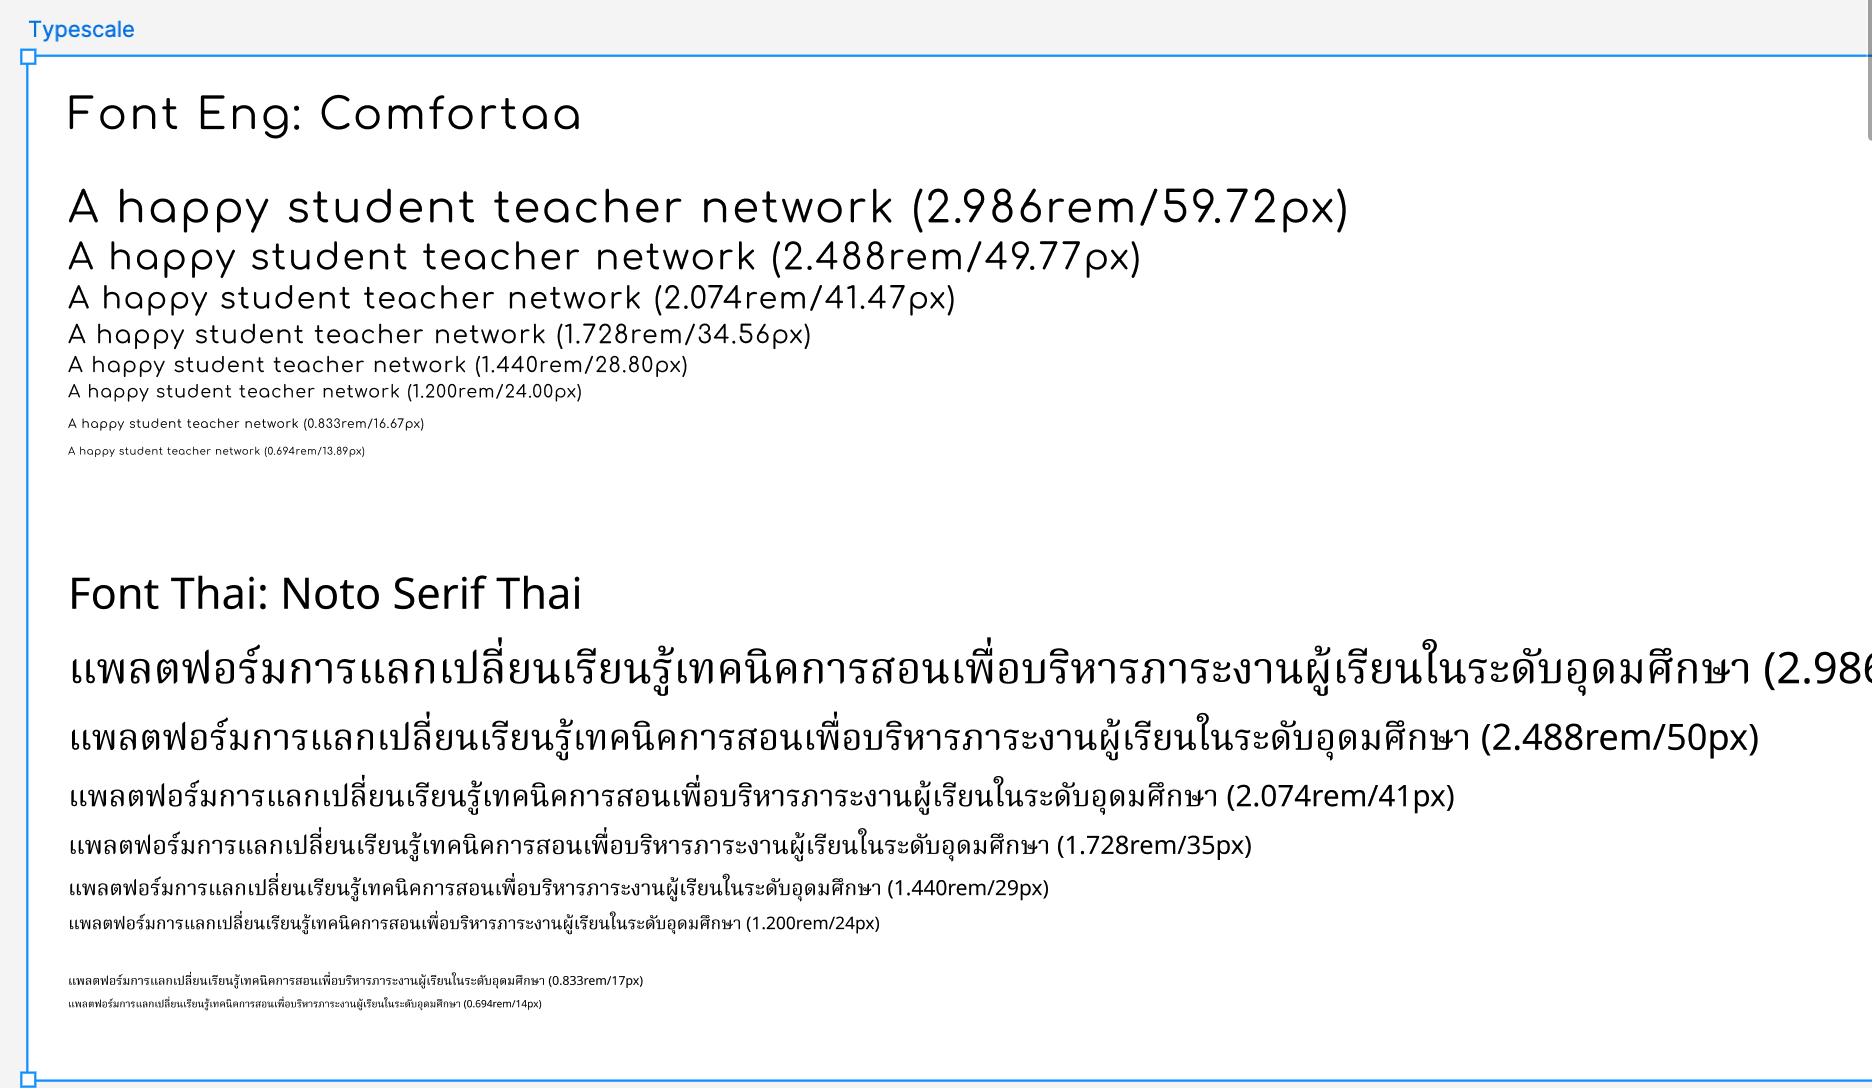 Typescale
Font Eng: Comfortaa
A happy student teacher network (2.986rem/59.72px)
A happy student teacher network (2.488rem/49.77px)
A happy student teacher network (2.074rem/41.47px)
A happy student teacher network (1.728rem/34.56px)
A happy student teacher network (1.440rem/28.80px)
A happy student teacher network (1.200rem/24.00px)
A happy student teacher network (0.833rem/16.67px)
A happy student teacher network (0.694rem/13.89px)
Font Thai: Noto Serif Thai
แพลตฟอร์มการแลกเปลี่ยนเรียนรู้เทคนิคการสอนเพื่อบริหารภาระงานผู้เรียนในระดับอุดมศึกษา (2.986
แพลตฟอร์มการแลกเปลี่ยนเรียนรู้เทคนิคการสอนเพื่อบริหารภาระงานผู้เรียนในระดับอุดมศึกษา (2.488rem/50px)
แพลตฟอร์มการแลกเปลี่ยนเรียนรู้เทคนิคการสอนเพื่อบริหารภาระงานผู้เรียนในระดับอุดมศึกษา (2.074rem/41px)
แพลตฟอร์มการแลกเปลี่ยนเรียนรู้เทคนิคการสอนเพื่อบริหารภาระงานผู้เรียนในระดับอุดมศึกษา (1.728rem/35px)
แพลตฟอร์มการแลกเปลี่ยนเรียนรู้เทคนิคการสอนเพื่อบริหารภาระงานผู้เรียนในระดับอุดมศึกษา (1.440rem/29px)
แพลตฟอร์มการแลกเปลี่ยนเรียนรู้เทคนิคการสอนเพื่อบริหารภาระงานผู้เรียนในระดับอุดมศึกษา (1.200rem/24px)
แพลตฟอร์มการแลกเปลี่ยนเรียนรู้เทคนิคการสอนเพื่อบริหารภาระงานผู้เรียนในระดับอุดมศึกษา (0.833rem/17px)
แพลตฟอร์มการแลกเปลี่ยนเรียนรู้เทคนิคการสอนเพื่อบริหารภาระงานผู้เรียนในระดับอุดมศึกษา (0.694rem/14px)